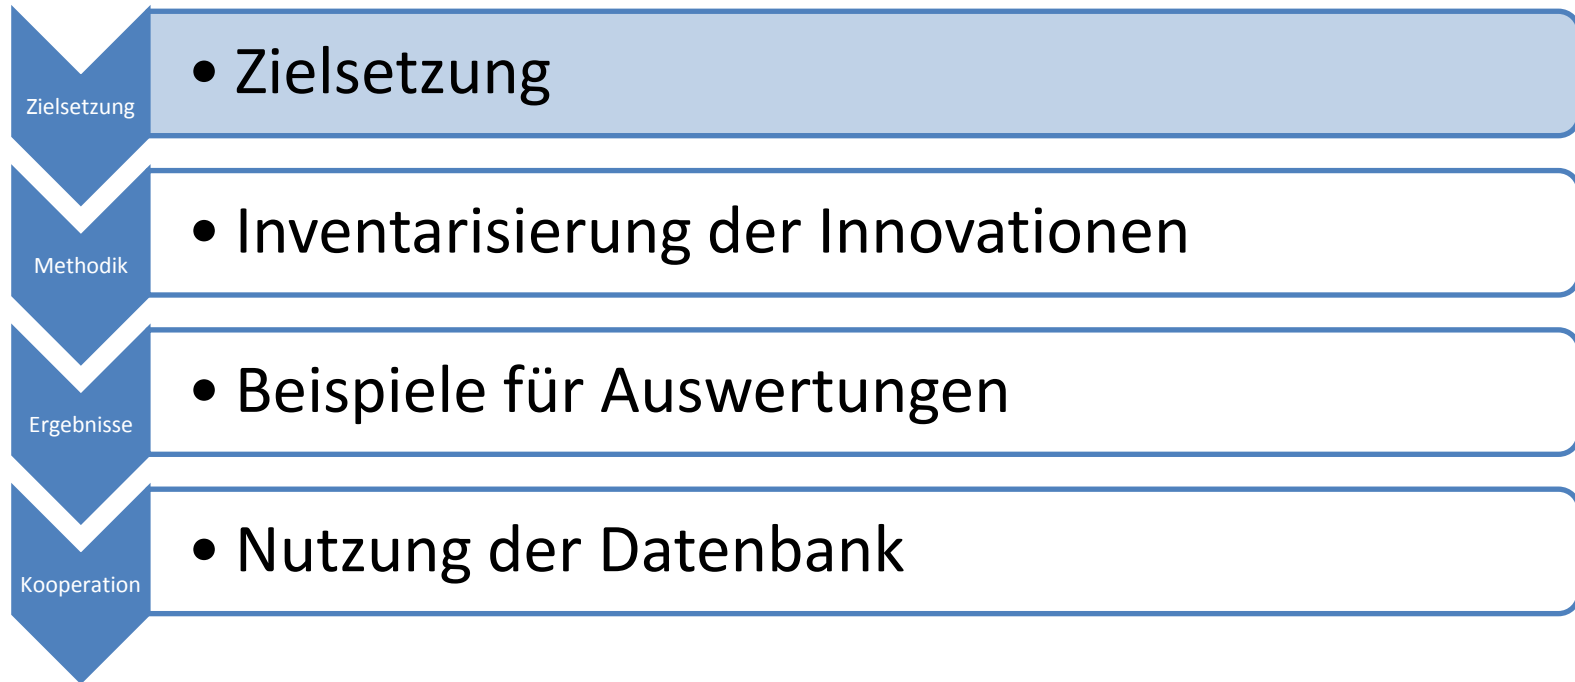 Zielsetzung
• Zielsetzung
Methodik
• Inventarisierung der Innovationen
Ergebnisse
• Beispiele für Auswertungen
Kooperation
• Nutzung der Datenbank